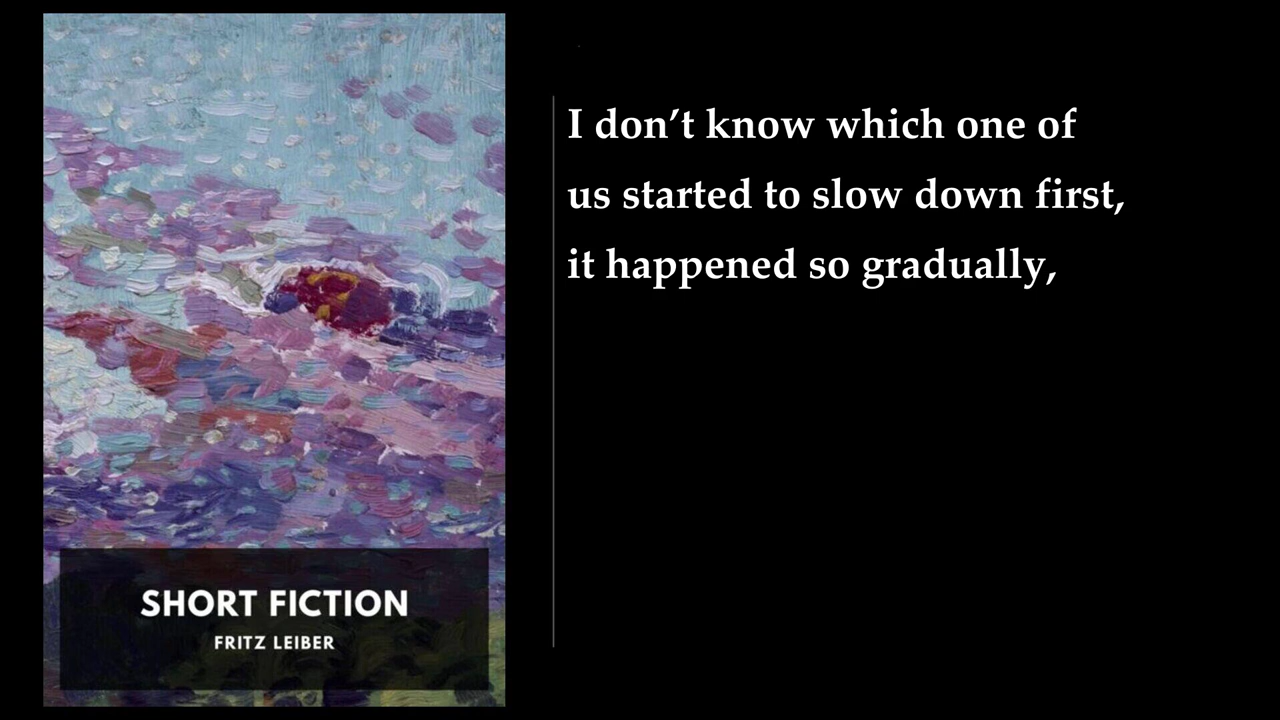 SHORT FICTION
FRITZ LEIBER
I don’t know which one of
us started to slow down first,
it happened so gradually,